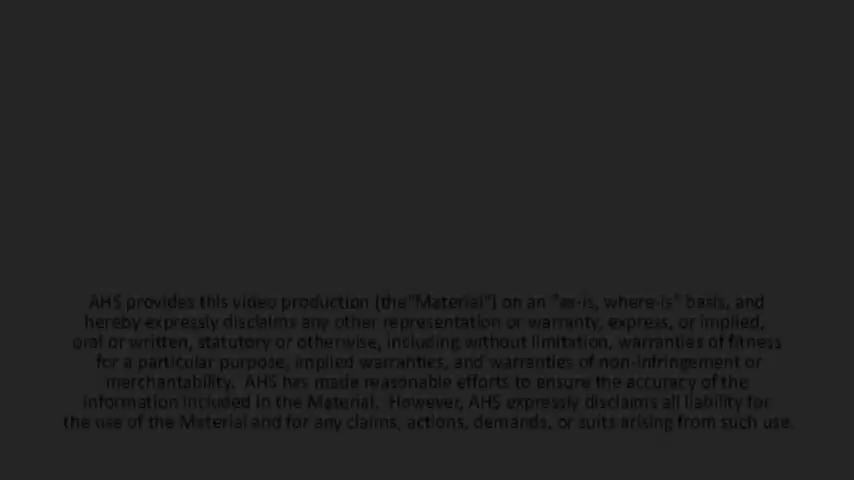 AHS provides this video production (the"Material") on an "as-is, where-is" basis, and
hereby expressly disclaims any other representation or warranty, express, or implied,
oral or written, statutory or otherwise, including without limitation, warranties of fitness
for a particular purpose, implied warranties, and warranties of non-infringement or
merchantability.  AHS has made reasonable efforts to ensure the accuracy of the
information included in the Material.  However, AHS expressly disclaims all liability for
the use of the Material and for any claims, actions, demands, or suits arising from such use.